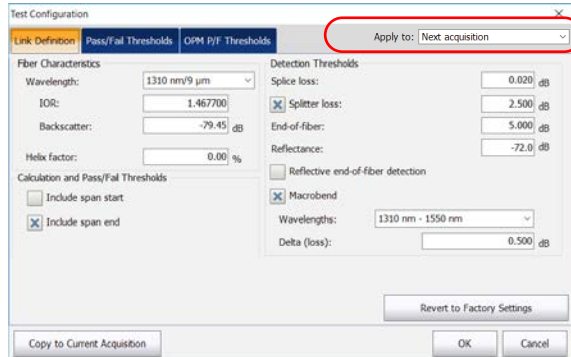 Test Configuration
Link Definition Pass/Fail Thresholds OPM P/F Thresholds Apply to: Next acquisition
Fiber Characteristics
Wavelength: 1310 nm/9 µm
IOR: 1.467700
Backscatter: -79.45 dB
Helix factor: 0.00 %
Calculation and Pass/Fail Thresholds
Include span start
Include span end
Detection Thresholds
Splice loss: 0.020 dB
Splitter loss: 2.500 dB
End-of-fiber: 5.000 dB
Reflectance: -72.0 dB
Reflective end-of-fiber detection
Macrobend
Wavelengths: 1310 nm - 1550 nm
Delta (loss): 0.500 dB
Revert to Factory Settings
Copy to Current Acquisition OK Cancel